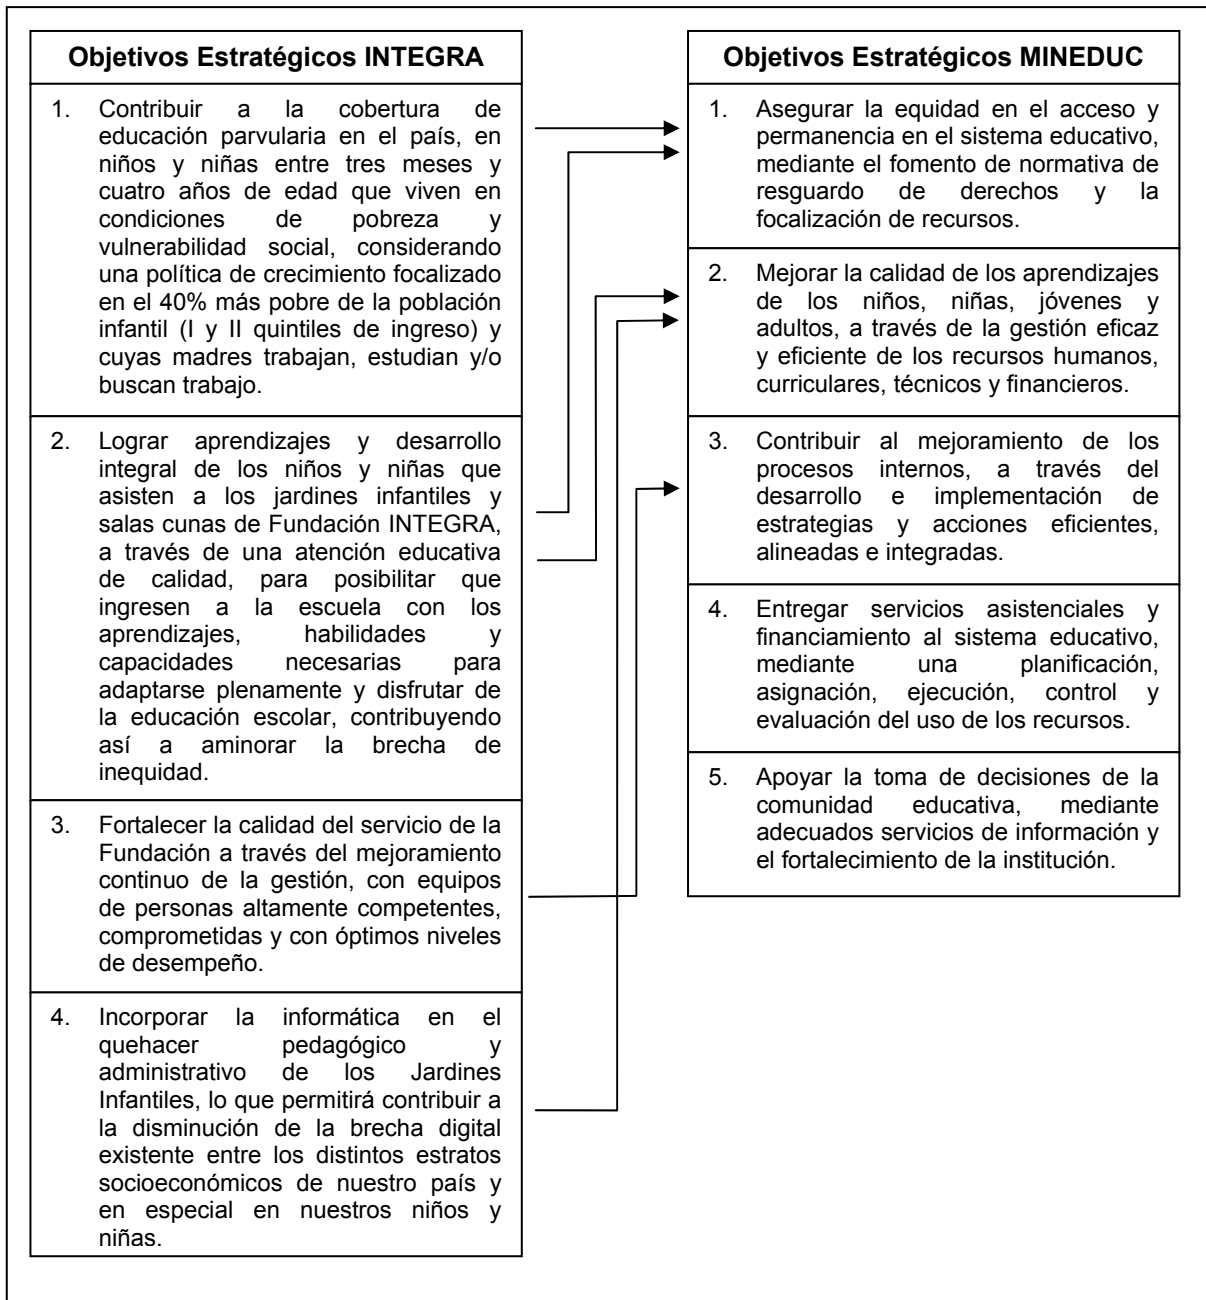 Objetivos Estratégicos INTEGRA
1. Contribuir a la cobertura de
educación parvularia en el país, en
niños y niñas entre tres meses y
cuatro años de edad que viven en
condiciones de pobreza y
vulnerabilidad social, considerando
una política de crecimiento focalizado
en el 40% más pobre de la población
infantil (I y II quintiles de ingreso) y
cuyas madres trabajan, estudian y/o
buscan trabajo.
2. Lograr aprendizajes y desarrollo
integral de los niños y niñas que
asisten a los jardines infantiles y
salas cunas de Fundación INTEGRA,
a través de una atención educativa
de calidad, para posibilitar que
ingresen a la escuela con los
aprendizajes, habilidades y
capacidades necesarias para
adaptarse plenamente y disfrutar de
la educación escolar, contribuyendo
así a aminorar la brecha de
inequidad.
3. Fortalecer la calidad del servicio de la
Fundación a través del mejoramiento
continuo de la gestión, con equipos
de personas altamente competentes,
comprometidas y con óptimos niveles
de desempeño.
4. Incorporar la informática en el
quehacer pedagógico y
administrativo de los Jardines
Infantiles, lo que permitirá contribuir a
la disminución de la brecha digital
existente entre los distintos estratos
socioeconómicos de nuestro país y
en especial en nuestros niños y
niñas.
Objetivos Estratégicos MINEDUC
1. Asegurar la equidad en el acceso y
permanencia en el sistema educativo,
mediante el fomento de normativa de
resguardo de derechos y la
focalización de recursos.
2. Mejorar la calidad de los aprendizajes
de los niños, niñas, jóvenes y
adultos, a través de la gestión eficaz
y eficiente de los recursos humanos,
curriculares, técnicos y financieros.
3. Contribuir al mejoramiento de los
procesos internos, a través del
desarrollo e implementación de
estrategias y acciones eficientes,
alineadas e integradas.
4. Entregar servicios asistenciales y
financiamiento al sistema educativo,
mediante una planificación,
asignación, ejecución, control y
evaluación del uso de los recursos.
5. Apoyar la toma de decisiones de la
comunidad educativa, mediante
adecuados servicios de información y
el fortalecimiento de la institución.